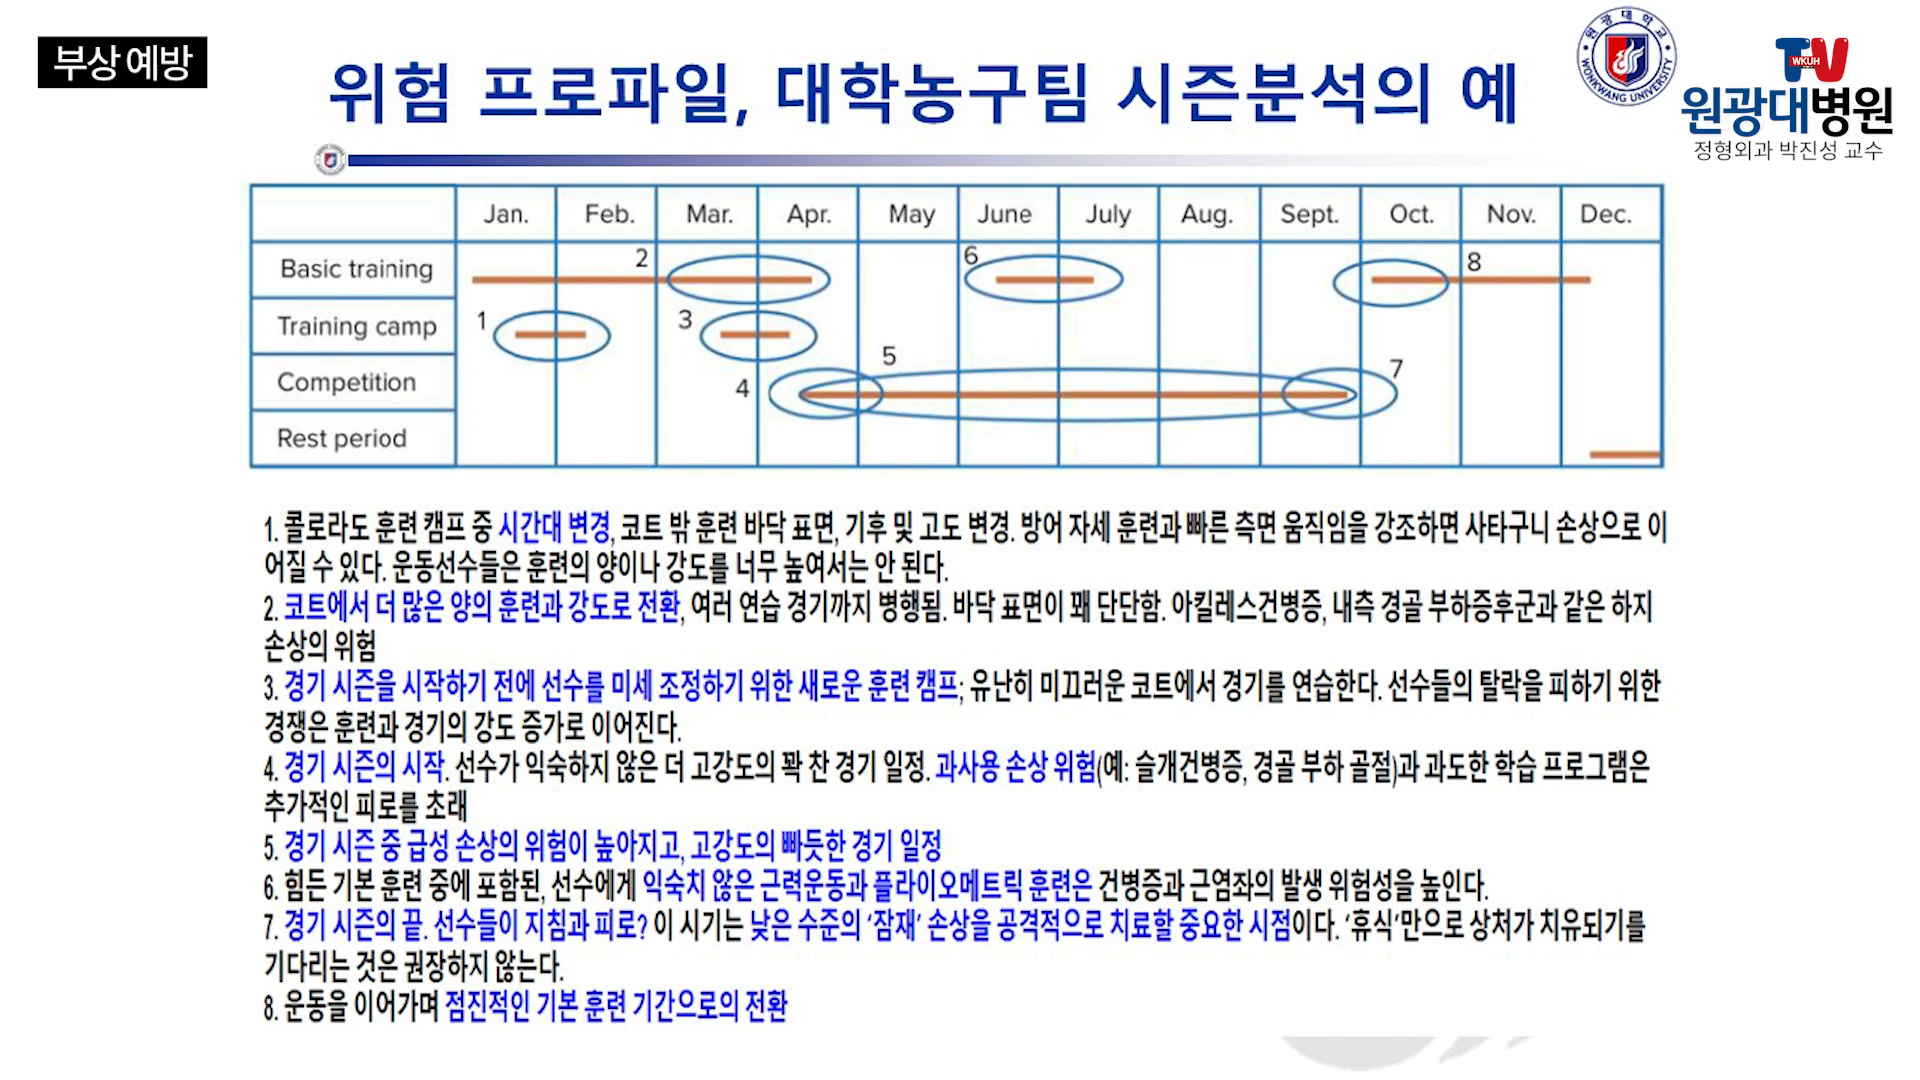 부상 예방
위험 프로파일, 대학농구팀 시즌분석의 예
원광대학교
WONKWANG UNIVERSITY
TV
WKUH
원광대병원
정형외과 박진성 교수
Jan. Feb. Mar. Apr. May June July Aug. Sept. Oct. Nov. Dec.
Basic training 2 6 8
Training camp 1 3
Competition 4 5 7
Rest period
1. 콜로라도 훈련 캠프 중 시간대 변경, 코트 밖 훈련 바닥 표면, 기후 및 고도 변경. 방어 자세 훈련과 빠른 측면 움직임을 강조하면 사타구니 손상으로 이
어질 수 있다. 운동선수들은 훈련의 양이나 강도를 너무 높여서는 안 된다.
2. 코트에서 더 많은 양의 훈련과 강도로 전환, 여러 연습 경기까지 병행됨. 바닥 표면이 꽤 단단함. 아킬레스건병증, 내측 경골 부하증후군과 같은 하지
손상의 위험
3. 경기 시즌을 시작하기 전에 선수를 미세 조정하기 위한 새로운 훈련 캠프; 유난히 미끄러운 코트에서 경기를 연습한다. 선수들의 탈락을 피하기 위한
경쟁은 훈련과 경기의 강도 증가로 이어진다.
4. 경기 시즌의 시작. 선수가 익숙하지 않은 더 고강도의 꽉 찬 경기 일정. 과사용 손상 위험(예: 슬개건병증, 경골 부하 골절)과 과도한 학습 프로그램은
추가적인 피로를 초래
5. 경기 시즌 중 급성 손상의 위험이 높아지고, 고강도의 빠듯한 경기 일정
6. 힘든 기본 훈련 중에 포함된, 선수에게 익숙치 않은 근력운동과 플라이오메트릭 훈련은 건병증과 근염좌의 발생 위험성을 높인다.
7. 경기 시즌의 끝. 선수들이 지침과 피로? 이 시기는 낮은 수준의 ‘잠재’ 손상을 공격적으로 치료할 중요한 시점이다. ‘휴식’만으로 상처가 치유되기를
기다리는 것은 권장하지 않는다.
8. 운동을 이어가며 점진적인 기본 훈련 기간으로의 전환